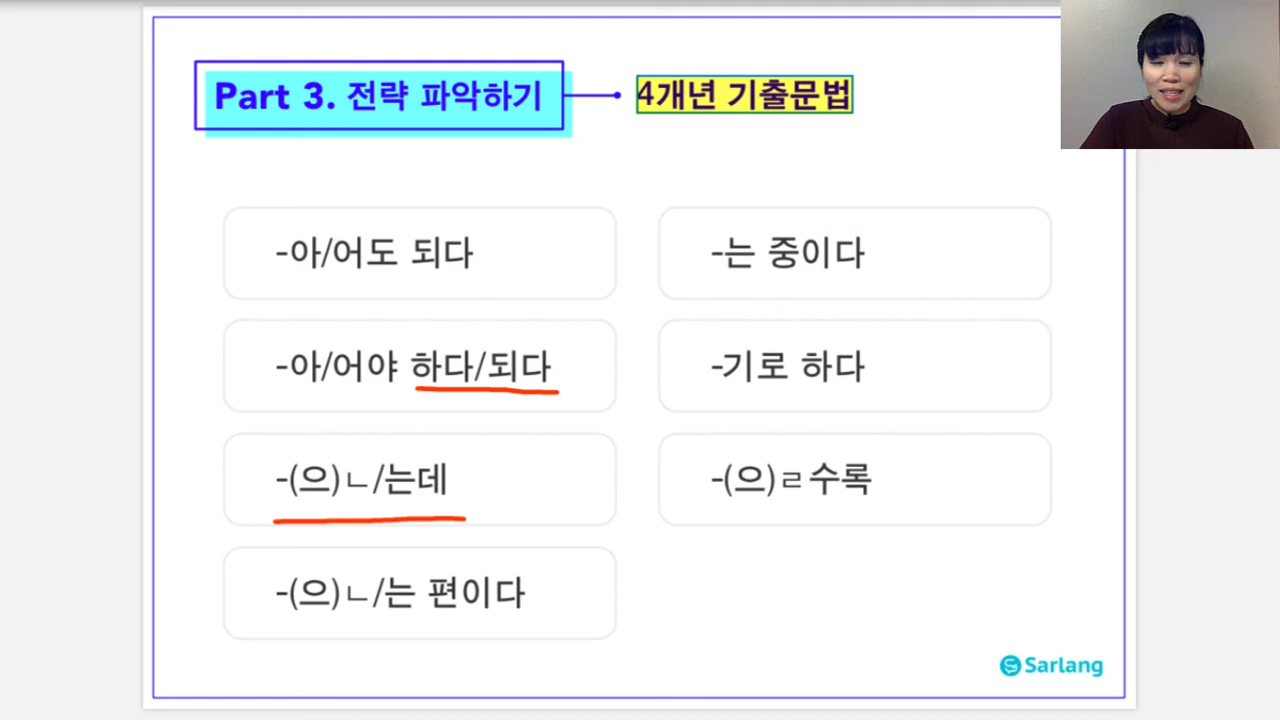 Part 3. 전략 파악하기
4개년 기출문법
-아/어도 되다
-는 중이다
-아/어야 하다/되다
-기로 하다
-(으)ㄴ/는데
-(으)ㄹ수록
-(으)ㄴ/는 편이다
Sarlang